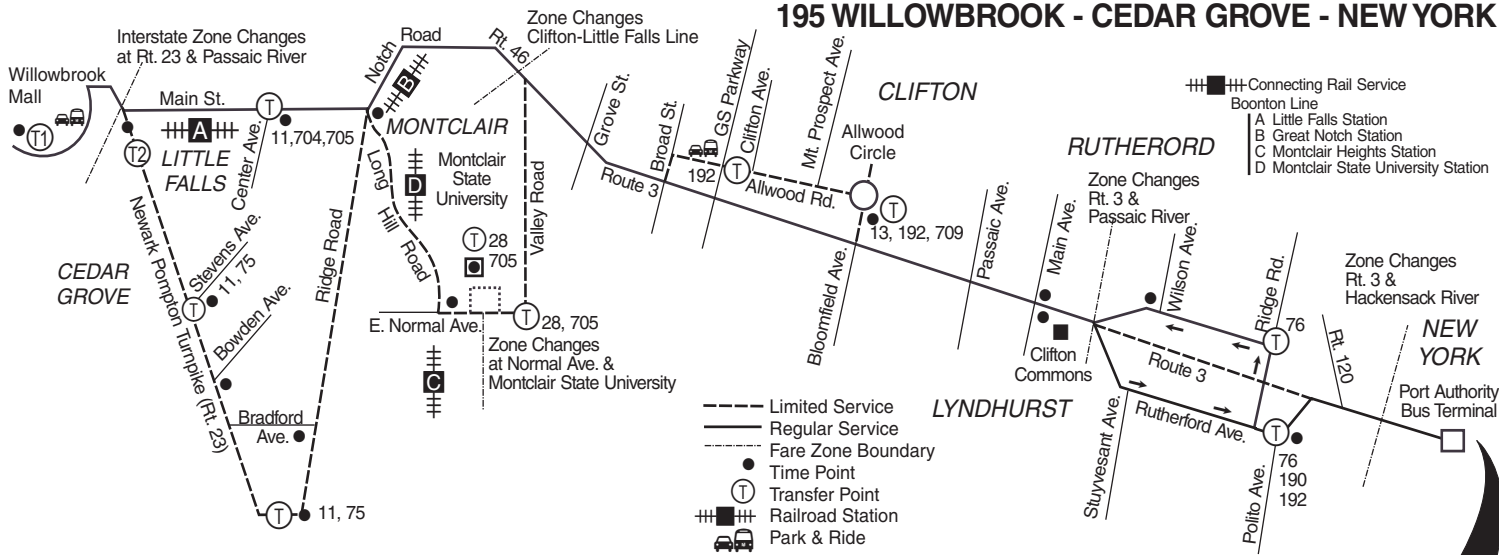 195 WILLOWBROOK - CEDAR GROVE - NEW YORK
Interstate Zone Changes
at Rt. 23 & Passaic River
Willowbrook
Mall
T1
T2
Main St.
A
LITTLE
FALLS
Center Ave.
T
11,704,705
Notch
Road
B
Rt. 46
Zone Changes
Clifton-Little Falls Line
MONTCLAIR
Long
Hill
Road
D
Montclair
State
University
T
28
705
Valley Road
E. Normal Ave.
T
28, 705
Zone Changes
at Normal Ave. &
Montclair State University
C
CEDAR
GROVE
Newark Pompton Turnpike (Rt. 23)
Stevens Ave.
T
11, 75
Bowden Ave.
Bradford
Ave.
Ridge Road
T
11, 75
Grove St.
Route 3
Broad St.
192
GS Parkway
T
Clifton Ave.
Allwood Rd.
Mt. Prospect Ave.
CLIFTON
Allwood
Circle
T
13, 192, 709
Bloomfield Ave.
Passaic Ave.
Main Ave.
Clifton
Commons
RUTHERORD
Zone Changes
Rt. 3 &
Passaic River
Wilson Ave.
Ridge Rd.
76
T
Route 3
LYNDHURST
Stuyvesant Ave.
Rutherford Ave.
T
Polito Ave.
76
190
192
Zone Changes
Rt. 3 &
Hackensack River
Rt. 120
NEW
YORK
Port Authority
Bus Terminal
Connecting Rail Service
Boonton Line
A Little Falls Station
B Great Notch Station
C Montclair Heights Station
D Montclair State University Station
Limited Service
Regular Service
Fare Zone Boundary
Time Point
T Transfer Point
Railroad Station
Park & Ride